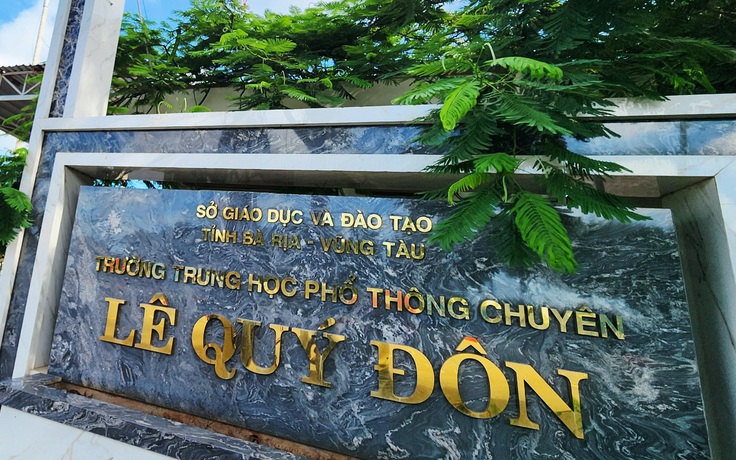 SỞ GIÁO DỤC VÀ ĐÀO TẠO
TỈNH BÀ RỊA - VŨNG TÀU
TRƯỜNG TRUNG HỌC PHỔ THÔNG CHUYÊN
LÊ QUÝ ĐÔN